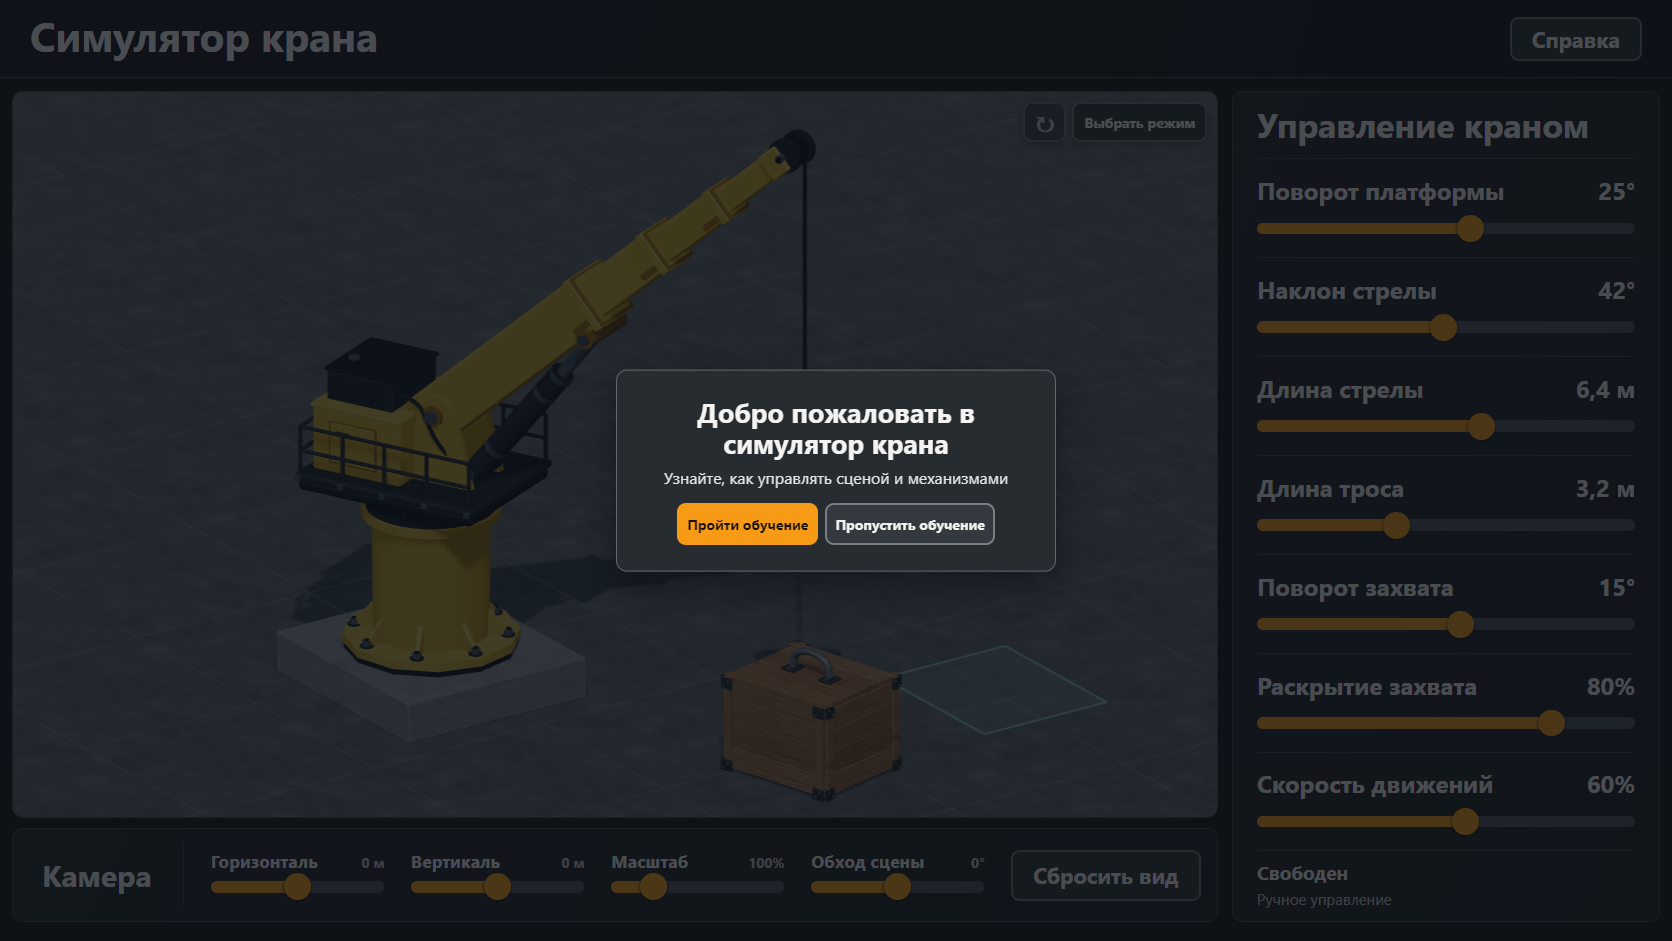 Симулятор крана
Справка
↻
Выбрать режим
Добро пожаловать в
симулятор крана
Узнайте, как управлять сценой и механизмами
Пройти обучение
Пропустить обучение
Управление краном
Поворот платформы 25°
Наклон стрелы 42°
Длина стрелы 6,4 м
Длина троса 3,2 м
Поворот захвата 15°
Раскрытие захвата 80%
Скорость движений 60%
Свободен
Ручное управление
Камера
Горизонталь 0 м
Вертикаль 0 м
Масштаб 100%
Обход сцены 0°
Сбросить вид